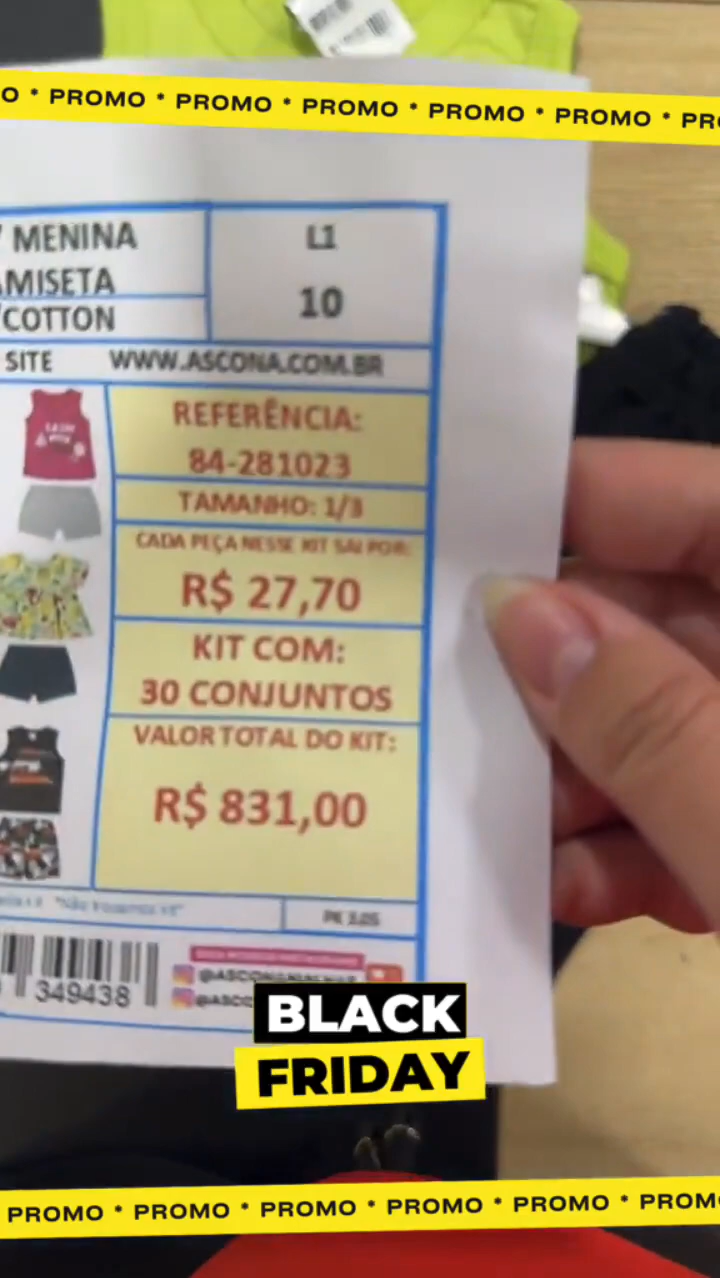 O * PROMO * PROMO * PROMO * PROMO * PROMO * PR
MENINA
L1
AMISETA
10
COTTON
SITE WWW.ASCONA.COM.BR
REFERÊNCIA:
84-281023
TAMANHO: 1/3
CADA PEÇA NESSE KIT SAI POR:
R$ 27,70
KIT COM:
30 CONJUNTOS
VALOR TOTAL DO KIT:
R$ 831,00
349438
BLACK
FRIDAY
PROMO * PROMO * PROMO * PROMO * PROMO * PROM